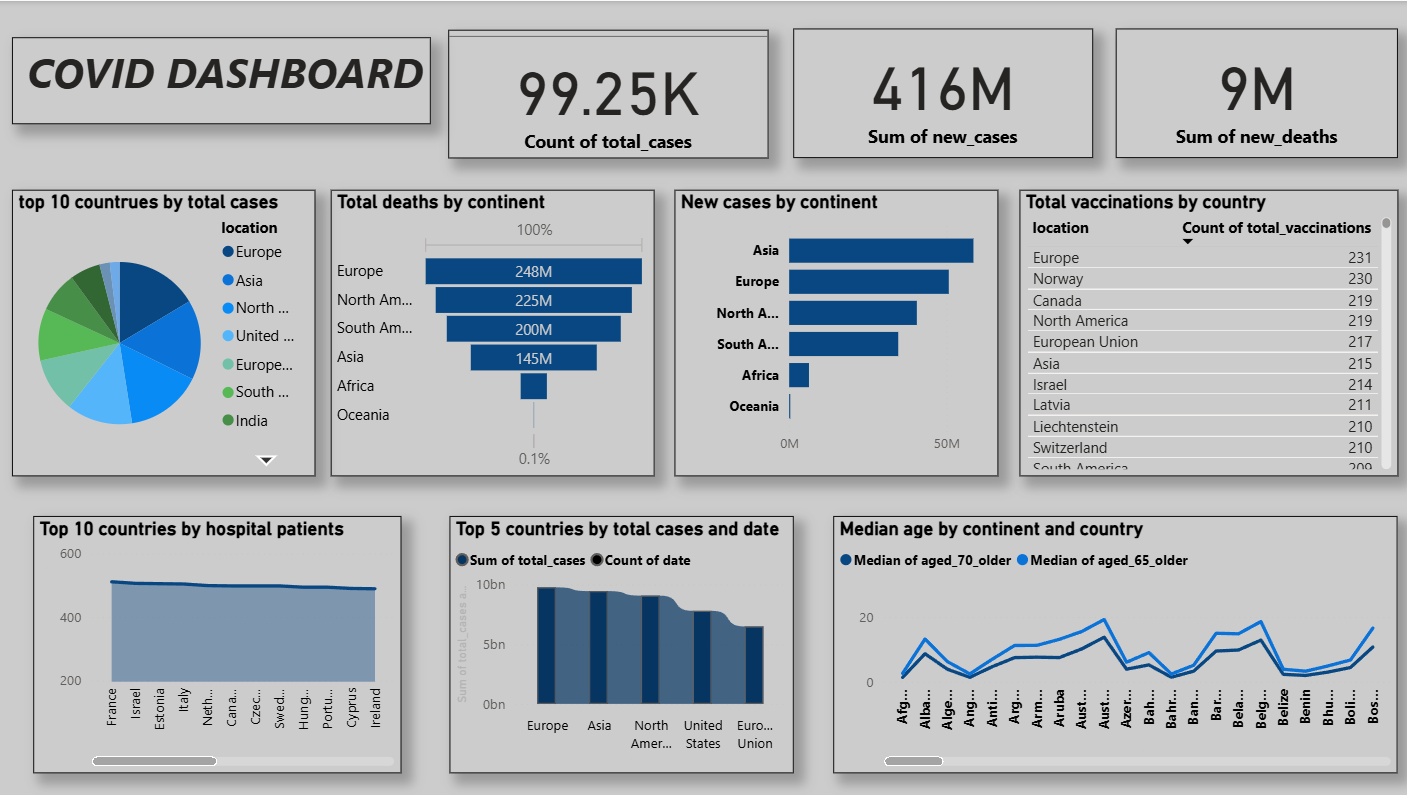 COVID DASHBOARD
99.25K
Count of total_cases
416M
Sum of new_cases
9M
Sum of new_deaths
top 10 countrues by total cases
location
Europe
Asia
North ...
United ...
Europe...
South ...
India
Total deaths by continent
100%
Europe 248M
North Am... 225M
South Am... 200M
Asia 145M
Africa
Oceania
0.1%
New cases by continent
Asia
Europe
North A...
South A...
Africa
Oceania
0M 50M
Total vaccinations by country
location Count of total_vaccinations
Europe 231
Norway 230
Canada 219
North America 219
European Union 217
Asia 215
Israel 214
Latvia 211
Liechtenstein 210
Switzerland 210
South America 209
Top 10 countries by hospital patients
600
400
200
France
Israel
Estonia
Italy
Neth...
Cana...
Czec...
Swed...
Hung...
Portu...
Cyprus
Ireland
Top 5 countries by total cases and date
Sum of total_cases Count of date
Sum of total_cases a...
10bn
5bn
0bn
Europe
Asia
North
Amer...
United
States
Euro...
Union
Median age by continent and country
Median of aged_70_older Median of aged_65_older
20
0
Afg...
Alba...
Alge...
Ang...
Anti...
Arg...
Arm...
Aruba
Aust...
Aust...
Azer...
Bah...
Bahr...
Ban...
Bar...
Bela...
Belg...
Belize
Benin
Bhu...
Boli...
Bos...